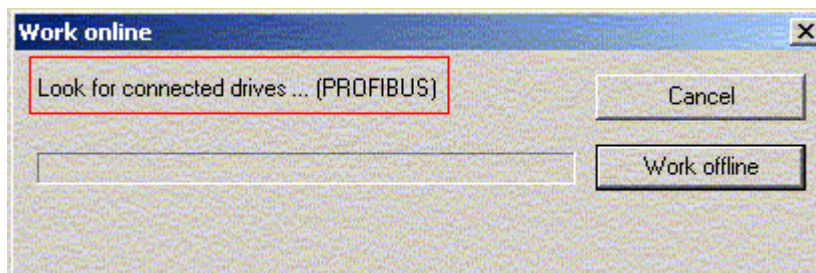 Work online
Look for connected drives ... (PROFIBUS)
Cancel
Work offline